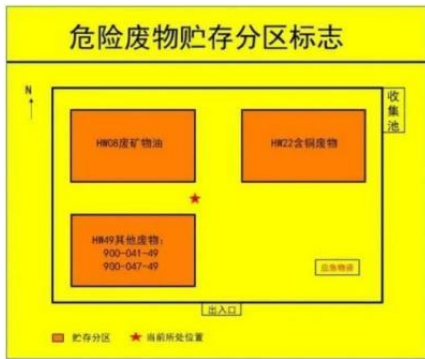 危险废物贮存分区标志
N
收集池
HW08废矿物油
HW22含铜废物
HW49其他废物：
900-041-49
900-047-49
应急物资
出入口
贮存分区
当前所处位置